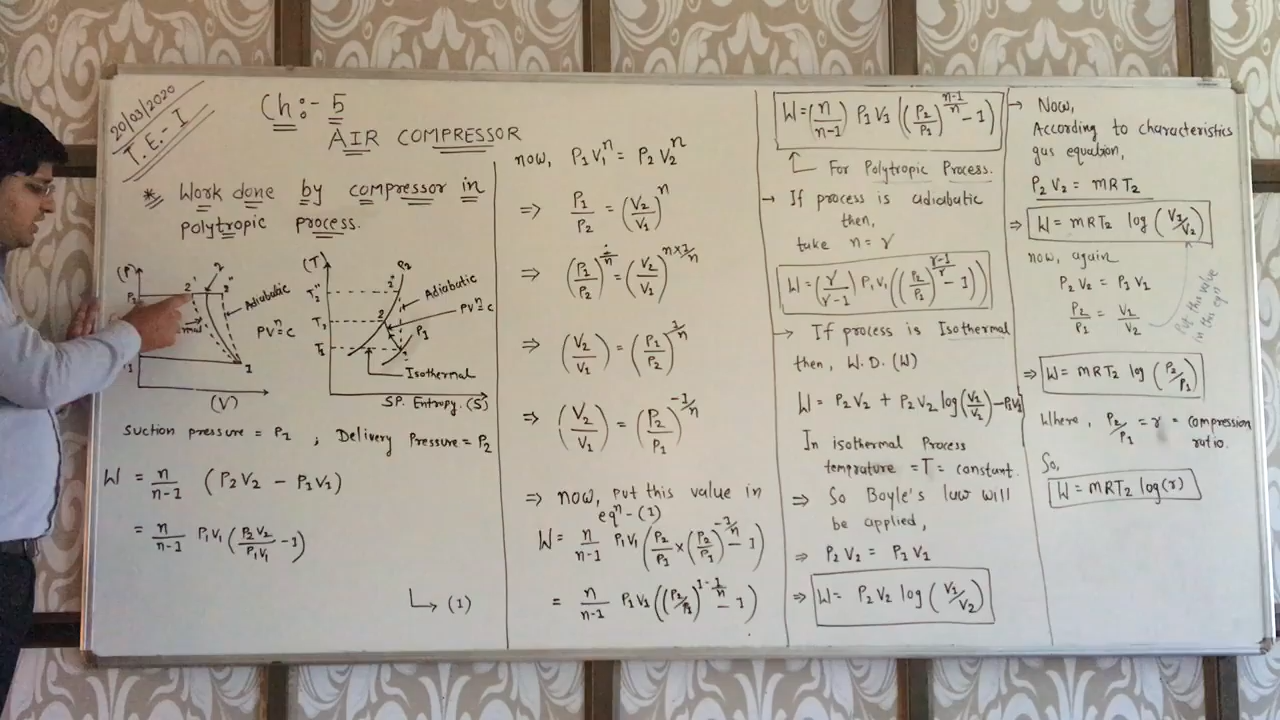 20/03/2020
T.E.-I
Ch:- 5
AIR COMPRESSOR
* Work done by compressor in
polytropic process.
(P)
2' 2 2"
P2
Adiabatic
PVⁿ=C
1
(V)
(T)
P2
T2"
2"
Adiabatic
T2
2
PVⁿ=C
P1
T1
1
Isothermal
SP. Entropy. (S)
Suction pressure = P1 ; Delivery Pressure = P2
W = n/(n-1) (P2V2 - P1V1)
= n/(n-1) P1V1 (P2V2/P1V1 - 1)
↳ (1)
now, P1V1ⁿ = P2V2ⁿ
⇒ P1/P2 = (V2/V1)ⁿ
⇒ (P1/P2)^(1/n) = (V2/V1)^(n×1/n)
⇒ (V2/V1) = (P1/P2)^(1/n)
⇒ (V2/V1) = (P2/P1)^(-1/n)
⇒ now, put this value in
eqⁿ - (1)
W = n/(n-1) P1V1 (P2/P1 × (P2/P1)^(-1/n) - 1)
= n/(n-1) P1V1 ((P2/P1)^(1-1/n) - 1)
W = (n/(n-1)) P1V1 ((P2/P1)^((n-1)/n) - 1)
For Polytropic Process.
→ If process is adiabatic
then,
take n = γ
W = (γ/(γ-1)) P1V1 ((P2/P1)^((γ-1)/γ) - 1)
→ If process is Isothermal
then, W.D. (W)
W = P2V2 + P2V2 log(V1/V2) - P1V1
In isothermal Process
temprature = T = constant.
⇒ So Boyle's law will
be applied,
⇒ P2V2 = P1V1
⇒ W = P2V2 log (V1/V2)
→ Now,
According to characteristics
gas equation,
P2V2 = mRT2
⇒ W = mRT2 log (V1/V2)
now, again
P2V2 = P1V1
P2/P1 = V1/V2
Put this value
in this eqⁿ
⇒ W = mRT2 log (P2/P1)
Where, P2/P1 = r = compression
ratio.
So,
W = mRT2 log(r)